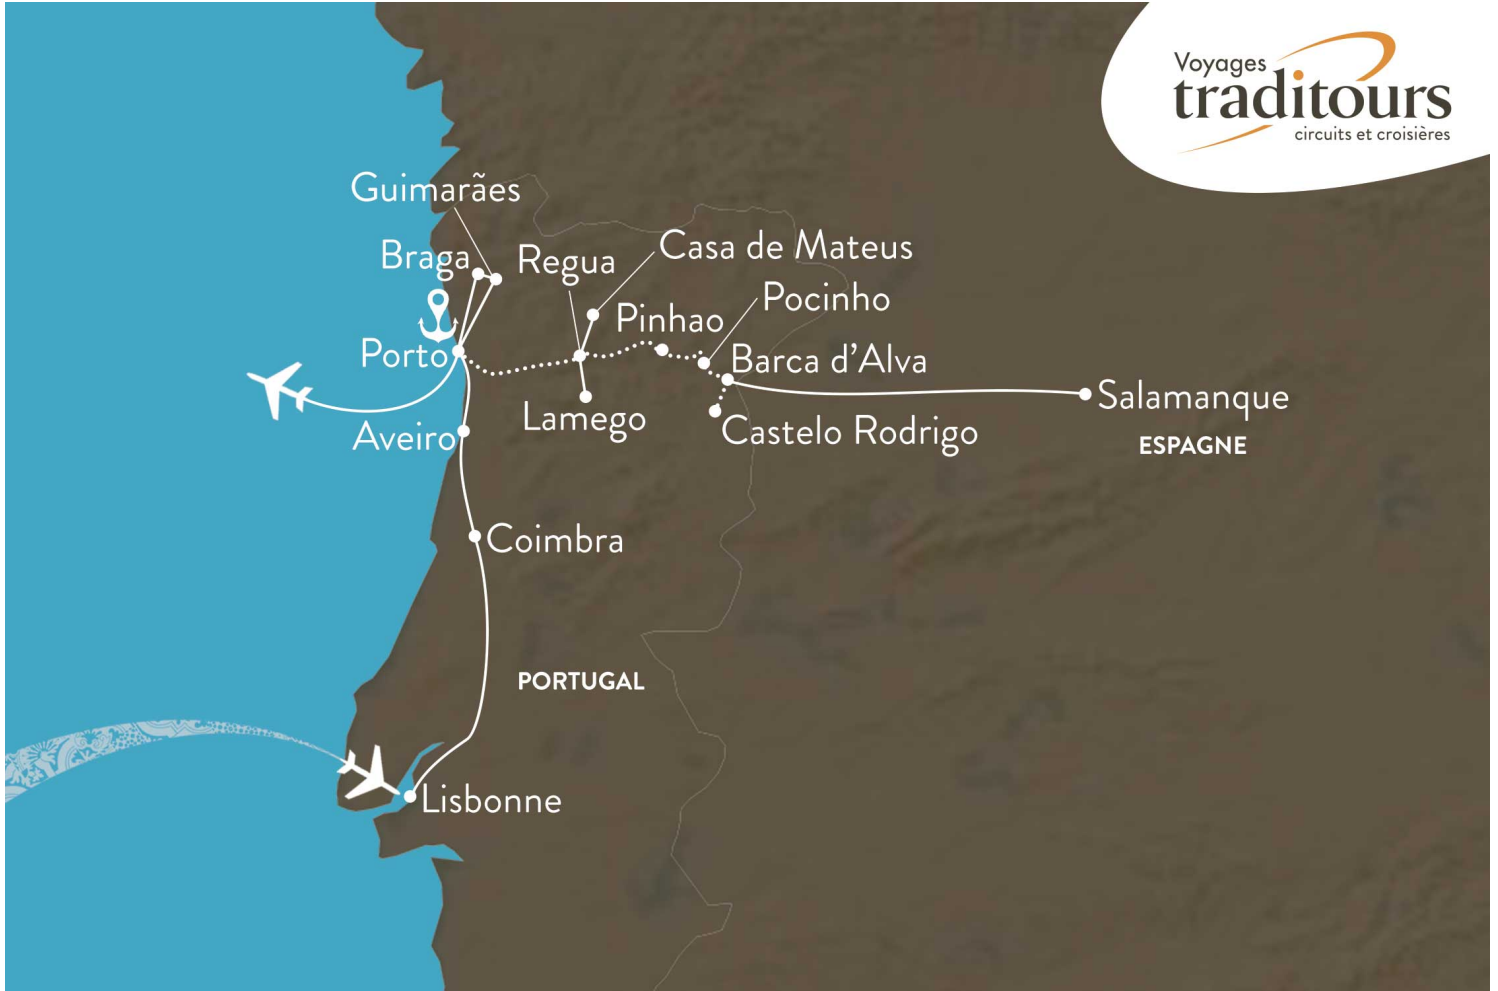 Voyages
traditours
circuits et croisières
Guimarães
Braga
Regua
Casa de Mateus
Pinhao
Pocinho
Porto
Barca d'Alva
Salamanque
ESPAGNE
Lamego
Castelo Rodrigo
Aveiro
Coimbra
PORTUGAL
Lisbonne